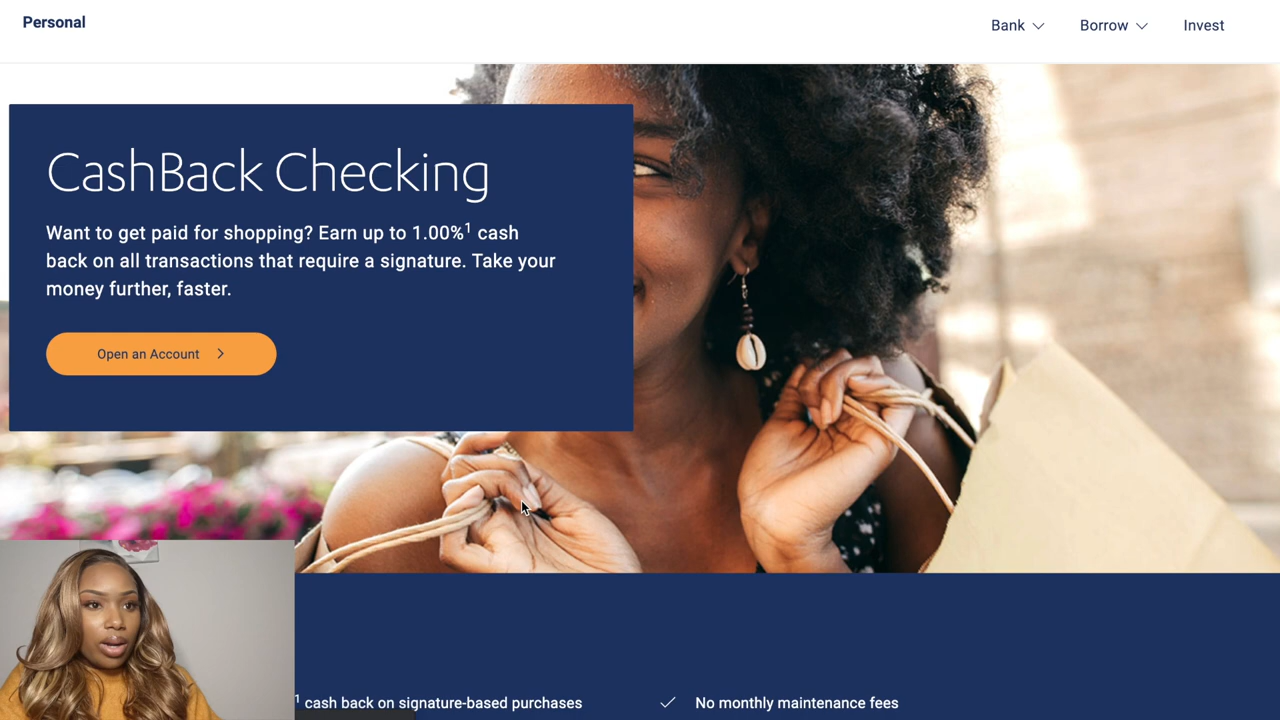 Personal
Bank
Borrow
Invest
CashBack Checking
Want to get paid for shopping? Earn up to 1.00%¹ cash
back on all transactions that require a signature. Take your
money further, faster.
Open an Account
¹ cash back on signature-based purchases
No monthly maintenance fees